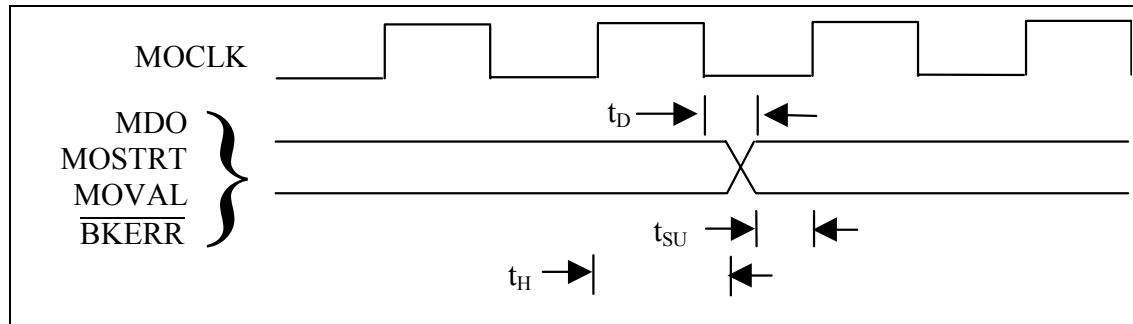 MOCLK
MDO
MOSTRT
MOVAL
BKERR
tD
tSU
tH